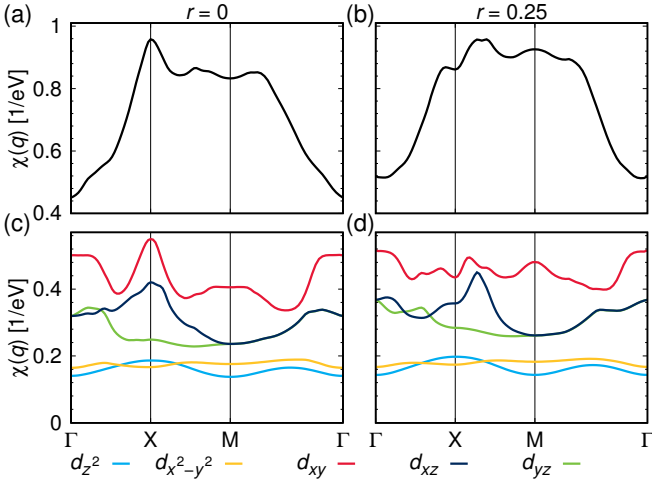 (a) r = 0 (b) r = 0.25
1
0.8
0.6
0.4
χ(q) [1/eV]
(c) (d)
0.4
0.2
0
χ(q) [1/eV]
Γ X M Γ Γ X M Γ
d_{z^2} d_{x^2−y^2} d_{xy} d_{xz} d_{yz}